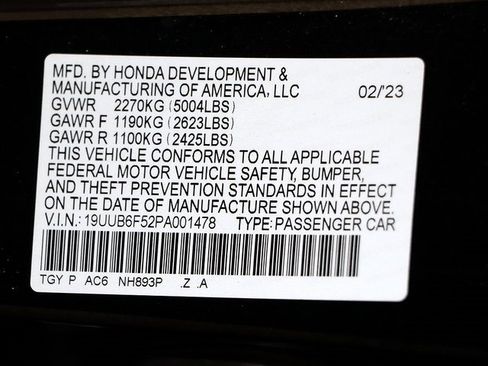 MFD. BY HONDA DEVELOPMENT &
MANUFACTURING OF AMERICA, LLC 02/'23
GVWR 2270KG (5004LBS)
GAWR F 1190KG (2623LBS)
GAWR R 1100KG (2425LBS)
THIS VEHICLE CONFORMS TO ALL APPLICABLE
FEDERAL MOTOR VEHICLE SAFETY, BUMPER,
AND THEFT PREVENTION STANDARDS IN EFFECT
ON THE DATE OF MANUFACTURE SHOWN ABOVE.
V.I.N.: 19UUB6F52PA001478 TYPE: PASSENGER CAR
TGY P AC6 NH893P .Z .A